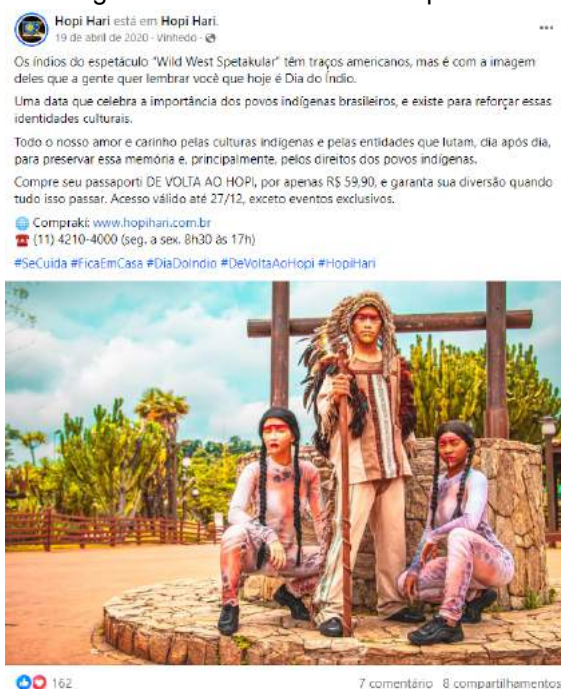 Hopi Hari está em Hopi Hari.
19 de abril de 2020 · Vinhedo ·
Os índios do espetáculo "Wild West Spetakular" têm traços americanos, mas é com a imagem
deles que a gente quer lembrar você que hoje é Dia do Índio.
Uma data que celebra a importância dos povos indígenas brasileiros, e existe para reforçar essas
identidades culturais.
Todo o nosso amor e carinho pelas culturas indígenas e pelas entidades que lutam, dia após dia,
para preservar essa memória e, principalmente, pelos direitos dos povos indígenas.
Compre seu passaporti DE VOLTA AO HOPI, por apenas R$ 59,90, e garanta sua diversão quando
tudo isso passar. Acesso válido até 27/12, exceto eventos exclusivos.
Compraki: www.hopihari.com.br
(11) 4210-4000 (seg. a sex. 8h30 às 17h)
#SeCuida #FicaEmCasa #DiaDoIndio #DeVoltaAoHopi #HopiHari
162
7 comentário 8 compartilhamentos